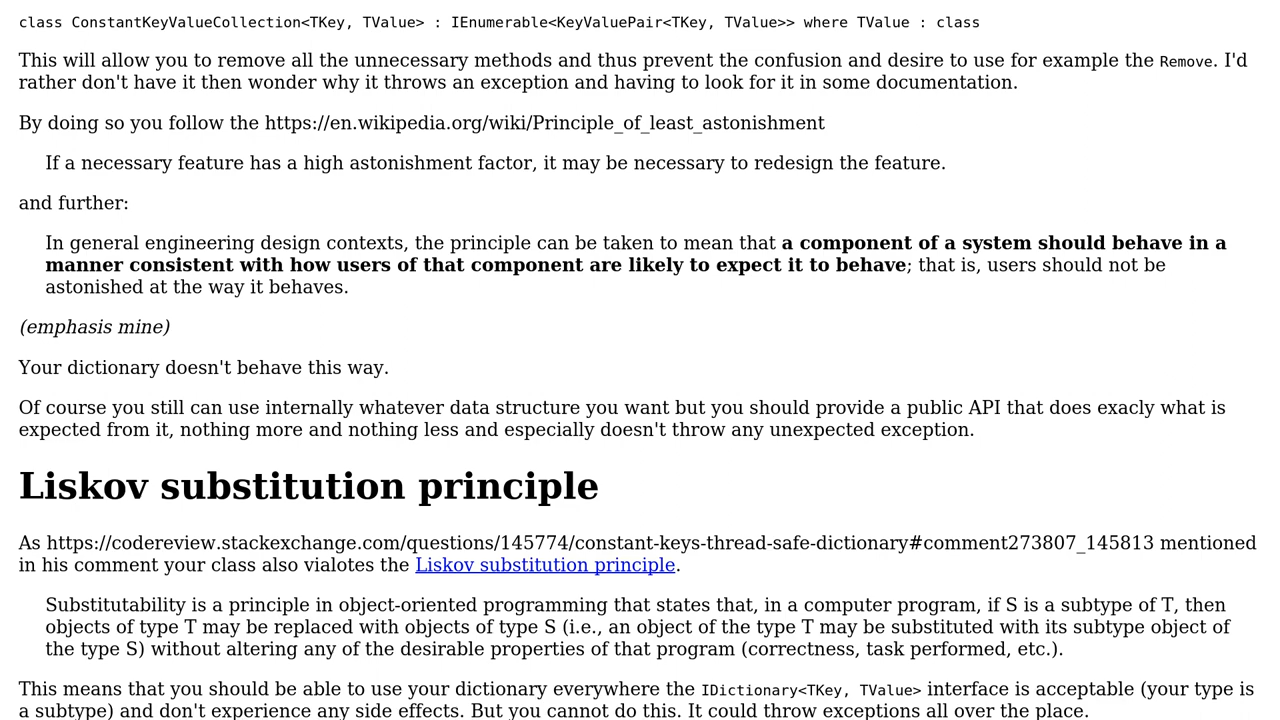 class ConstantKeyValueCollection<TKey, TValue> : IEnumerable<KeyValuePair<TKey, TValue>> where TValue : class
This will allow you to remove all the unnecessary methods and thus prevent the confusion and desire to use for example the Remove. I'd
rather don't have it then wonder why it throws an exception and having to look for it in some documentation.
By doing so you follow the https://en.wikipedia.org/wiki/Principle_of_least_astonishment
If a necessary feature has a high astonishment factor, it may be necessary to redesign the feature.
and further:
In general engineering design contexts, the principle can be taken to mean that a component of a system should behave in a
manner consistent with how users of that component are likely to expect it to behave; that is, users should not be
astonished at the way it behaves.
(emphasis mine)
Your dictionary doesn't behave this way.
Of course you still can use internally whatever data structure you want but you should provide a public API that does exacly what is
expected from it, nothing more and nothing less and especially doesn't throw any unexpected exception.
Liskov substitution principle
As https://codereview.stackexchange.com/questions/145774/constant-keys-thread-safe-dictionary#comment273807_145813 mentioned
in his comment your class also vialotes the Liskov substitution principle.
Substitutability is a principle in object-oriented programming that states that, in a computer program, if S is a subtype of T, then
objects of type T may be replaced with objects of type S (i.e., an object of the type T may be substituted with its subtype object of
the type S) without altering any of the desirable properties of that program (correctness, task performed, etc.).
This means that you should be able to use your dictionary everywhere the IDictionary<TKey, TValue> interface is acceptable (your type is
a subtype) and don't experience any side effects. But you cannot do this. It could throw exceptions all over the place.